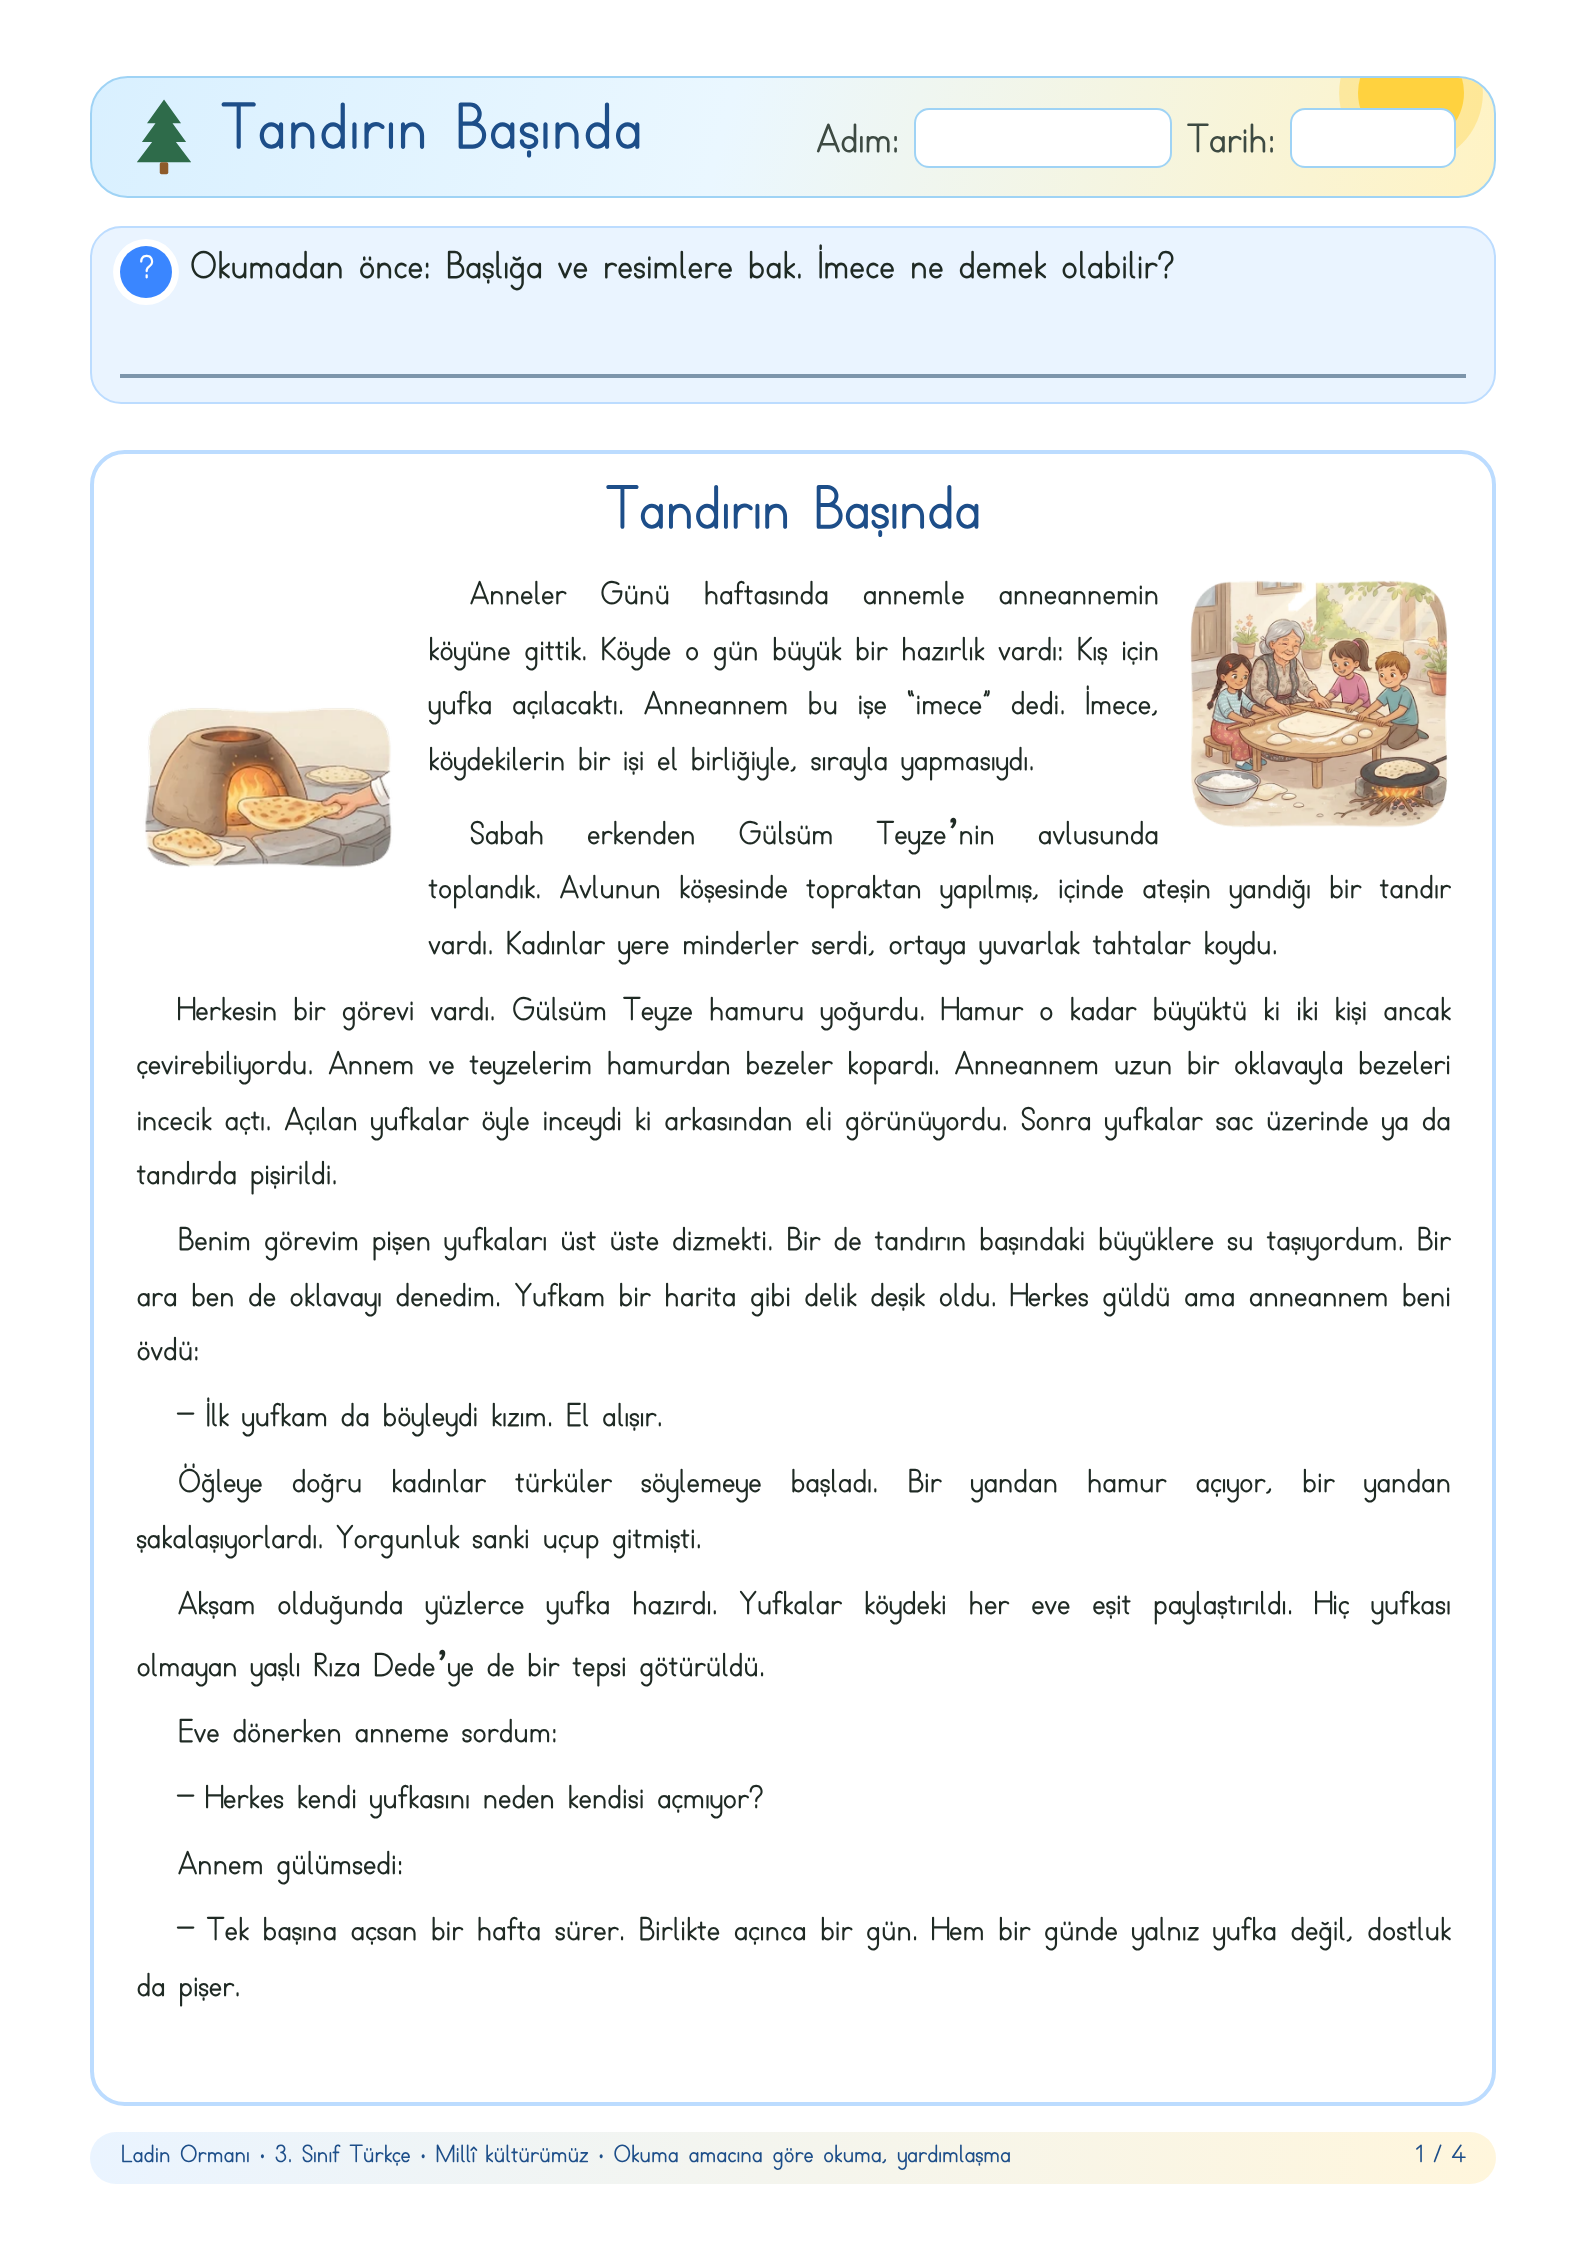 Tandırın Başında
Adım:
Tarih:
? Okumadan önce: Başlığa ve resimlere bak. İmece ne demek olabilir?
Tandırın Başında
Anneler Günü haftasında annemle anneannemin
köyüne gittik. Köyde o gün büyük bir hazırlık vardı: Kış için
yufka açılacaktı. Anneannem bu işe “imece” dedi. İmece,
köydekilerin bir işi el birliğiyle, sırayla yapmasıydı.
Sabah erkenden Gülsüm Teyze’nin avlusunda
toplandık. Avlunun köşesinde topraktan yapılmış, içinde ateşin yandığı bir tandır
vardı. Kadınlar yere minderler serdi, ortaya yuvarlak tahtalar koydu.
Herkesin bir görevi vardı. Gülsüm Teyze hamuru yoğurdu. Hamur o kadar büyüktü ki iki kişi ancak
çevirebiliyordu. Annem ve teyzelerim hamurdan bezeler kopardı. Anneannem uzun bir oklavayla bezeleri
incecik açtı. Açılan yufkalar öyle inceydi ki arkasından eli görünüyordu. Sonra yufkalar sac üzerinde ya da
tandırda pişirildi.
Benim görevim pişen yufkaları üst üste dizmekti. Bir de tandırın başındaki büyüklere su taşıyordum. Bir
ara ben de oklavayı denedim. Yufkam bir harita gibi delik deşik oldu. Herkes güldü ama anneannem beni
övdü:
– İlk yufkam da böyleydi kızım. El alışır.
Öğleye doğru kadınlar türküler söylemeye başladı. Bir yandan hamur açıyor, bir yandan
şakalaşıyorlardı. Yorgunluk sanki uçup gitmişti.
Akşam olduğunda yüzlerce yufka hazırdı. Yufkalar köydeki her eve eşit paylaştırıldı. Hiç yufkası
olmayan yaşlı Rıza Dede’ye de bir tepsi götürüldü.
Eve dönerken anneme sordum:
– Herkes kendi yufkasını neden kendisi açmıyor?
Annem gülümsedi:
– Tek başına açsan bir hafta sürer. Birlikte açınca bir gün. Hem bir günde yalnız yufka değil, dostluk
da pişer.
Ladin Ormanı • 3. Sınıf Türkçe • Millî kültürümüz • Okuma amacına göre okuma, yardımlaşma
1 / 4